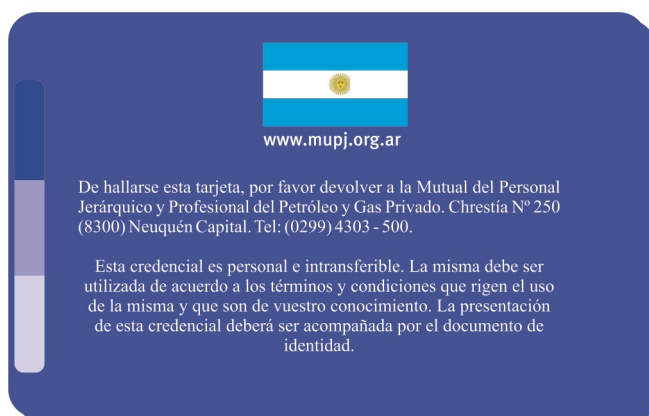 www.mupj.org.ar
De hallarse esta tarjeta, por favor devolver a la Mutual del Personal
Jerárquico y Profesional del Petróleo y Gas Privado. Chrestía Nº 250
(8300) Neuquén Capital. Tel: (0299) 4303 - 500.
Esta credencial es personal e intransferible. La misma debe ser
utilizada de acuerdo a los términos y condiciones que rigen el uso
de la misma y que son de vuestro conocimiento. La presentación
de esta credencial deberá ser acompañada por el documento de
identidad.